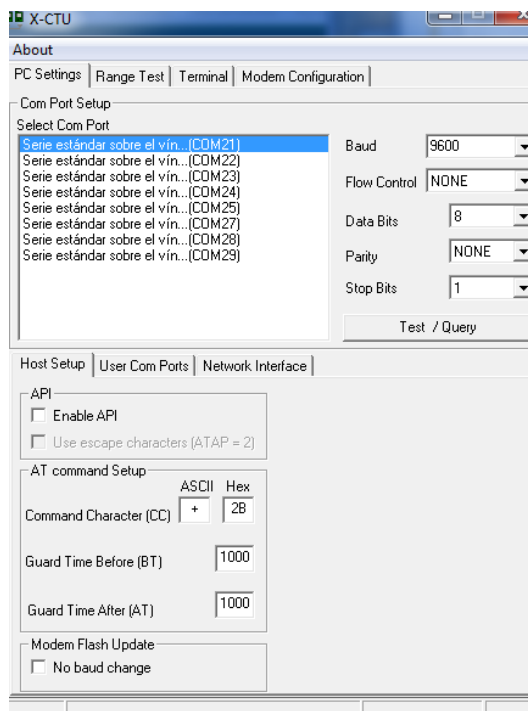 X-CTU
About
PC Settings Range Test Terminal Modem Configuration
Com Port Setup
Select Com Port
Serie estándar sobre el vín...(COM21)
Serie estándar sobre el vín...(COM22)
Serie estándar sobre el vín...(COM23)
Serie estándar sobre el vín...(COM24)
Serie estándar sobre el vín...(COM25)
Serie estándar sobre el vín...(COM27)
Serie estándar sobre el vín...(COM28)
Serie estándar sobre el vín...(COM29)
Baud 9600
Flow Control NONE
Data Bits 8
Parity NONE
Stop Bits 1
Test / Query
Host Setup User Com Ports Network Interface
API
Enable API
Use escape characters (ATAP = 2)
AT command Setup
ASCII Hex
Command Character (CC) + 2B
Guard Time Before (BT) 1000
Guard Time After (AT) 1000
Modem Flash Update
No baud change